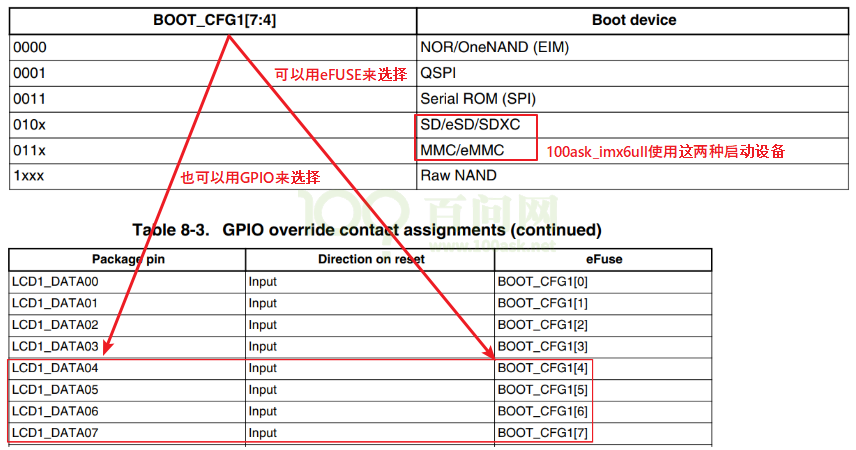 BOOT_CFG1[7:4] Boot device
0000 NOR/OneNAND (EIM)
0001 QSPI
可以用eFUSE来选择
0011 Serial ROM (SPI)
010x SD/eSD/SDXC
011x MMC/eMMC
100ask_imx6ull使用这两种启动设备
1xxx Raw NAND
也可以用GPIO来选择
百问网
www.100ask.net
Table 8-3. GPIO override contact assignments (continued)
Package pin Direction on reset eFuse
LCD1_DATA00 Input BOOT_CFG1[0]
LCD1_DATA01 Input BOOT_CFG1[1]
LCD1_DATA02 Input BOOT_CFG1[2]
LCD1_DATA03 Input BOOT_CFG1[3]
LCD1_DATA04 Input BOOT_CFG1[4]
LCD1_DATA05 Input BOOT_CFG1[5]
LCD1_DATA06 Input BOOT_CFG1[6]
LCD1_DATA07 Input BOOT_CFG1[7]